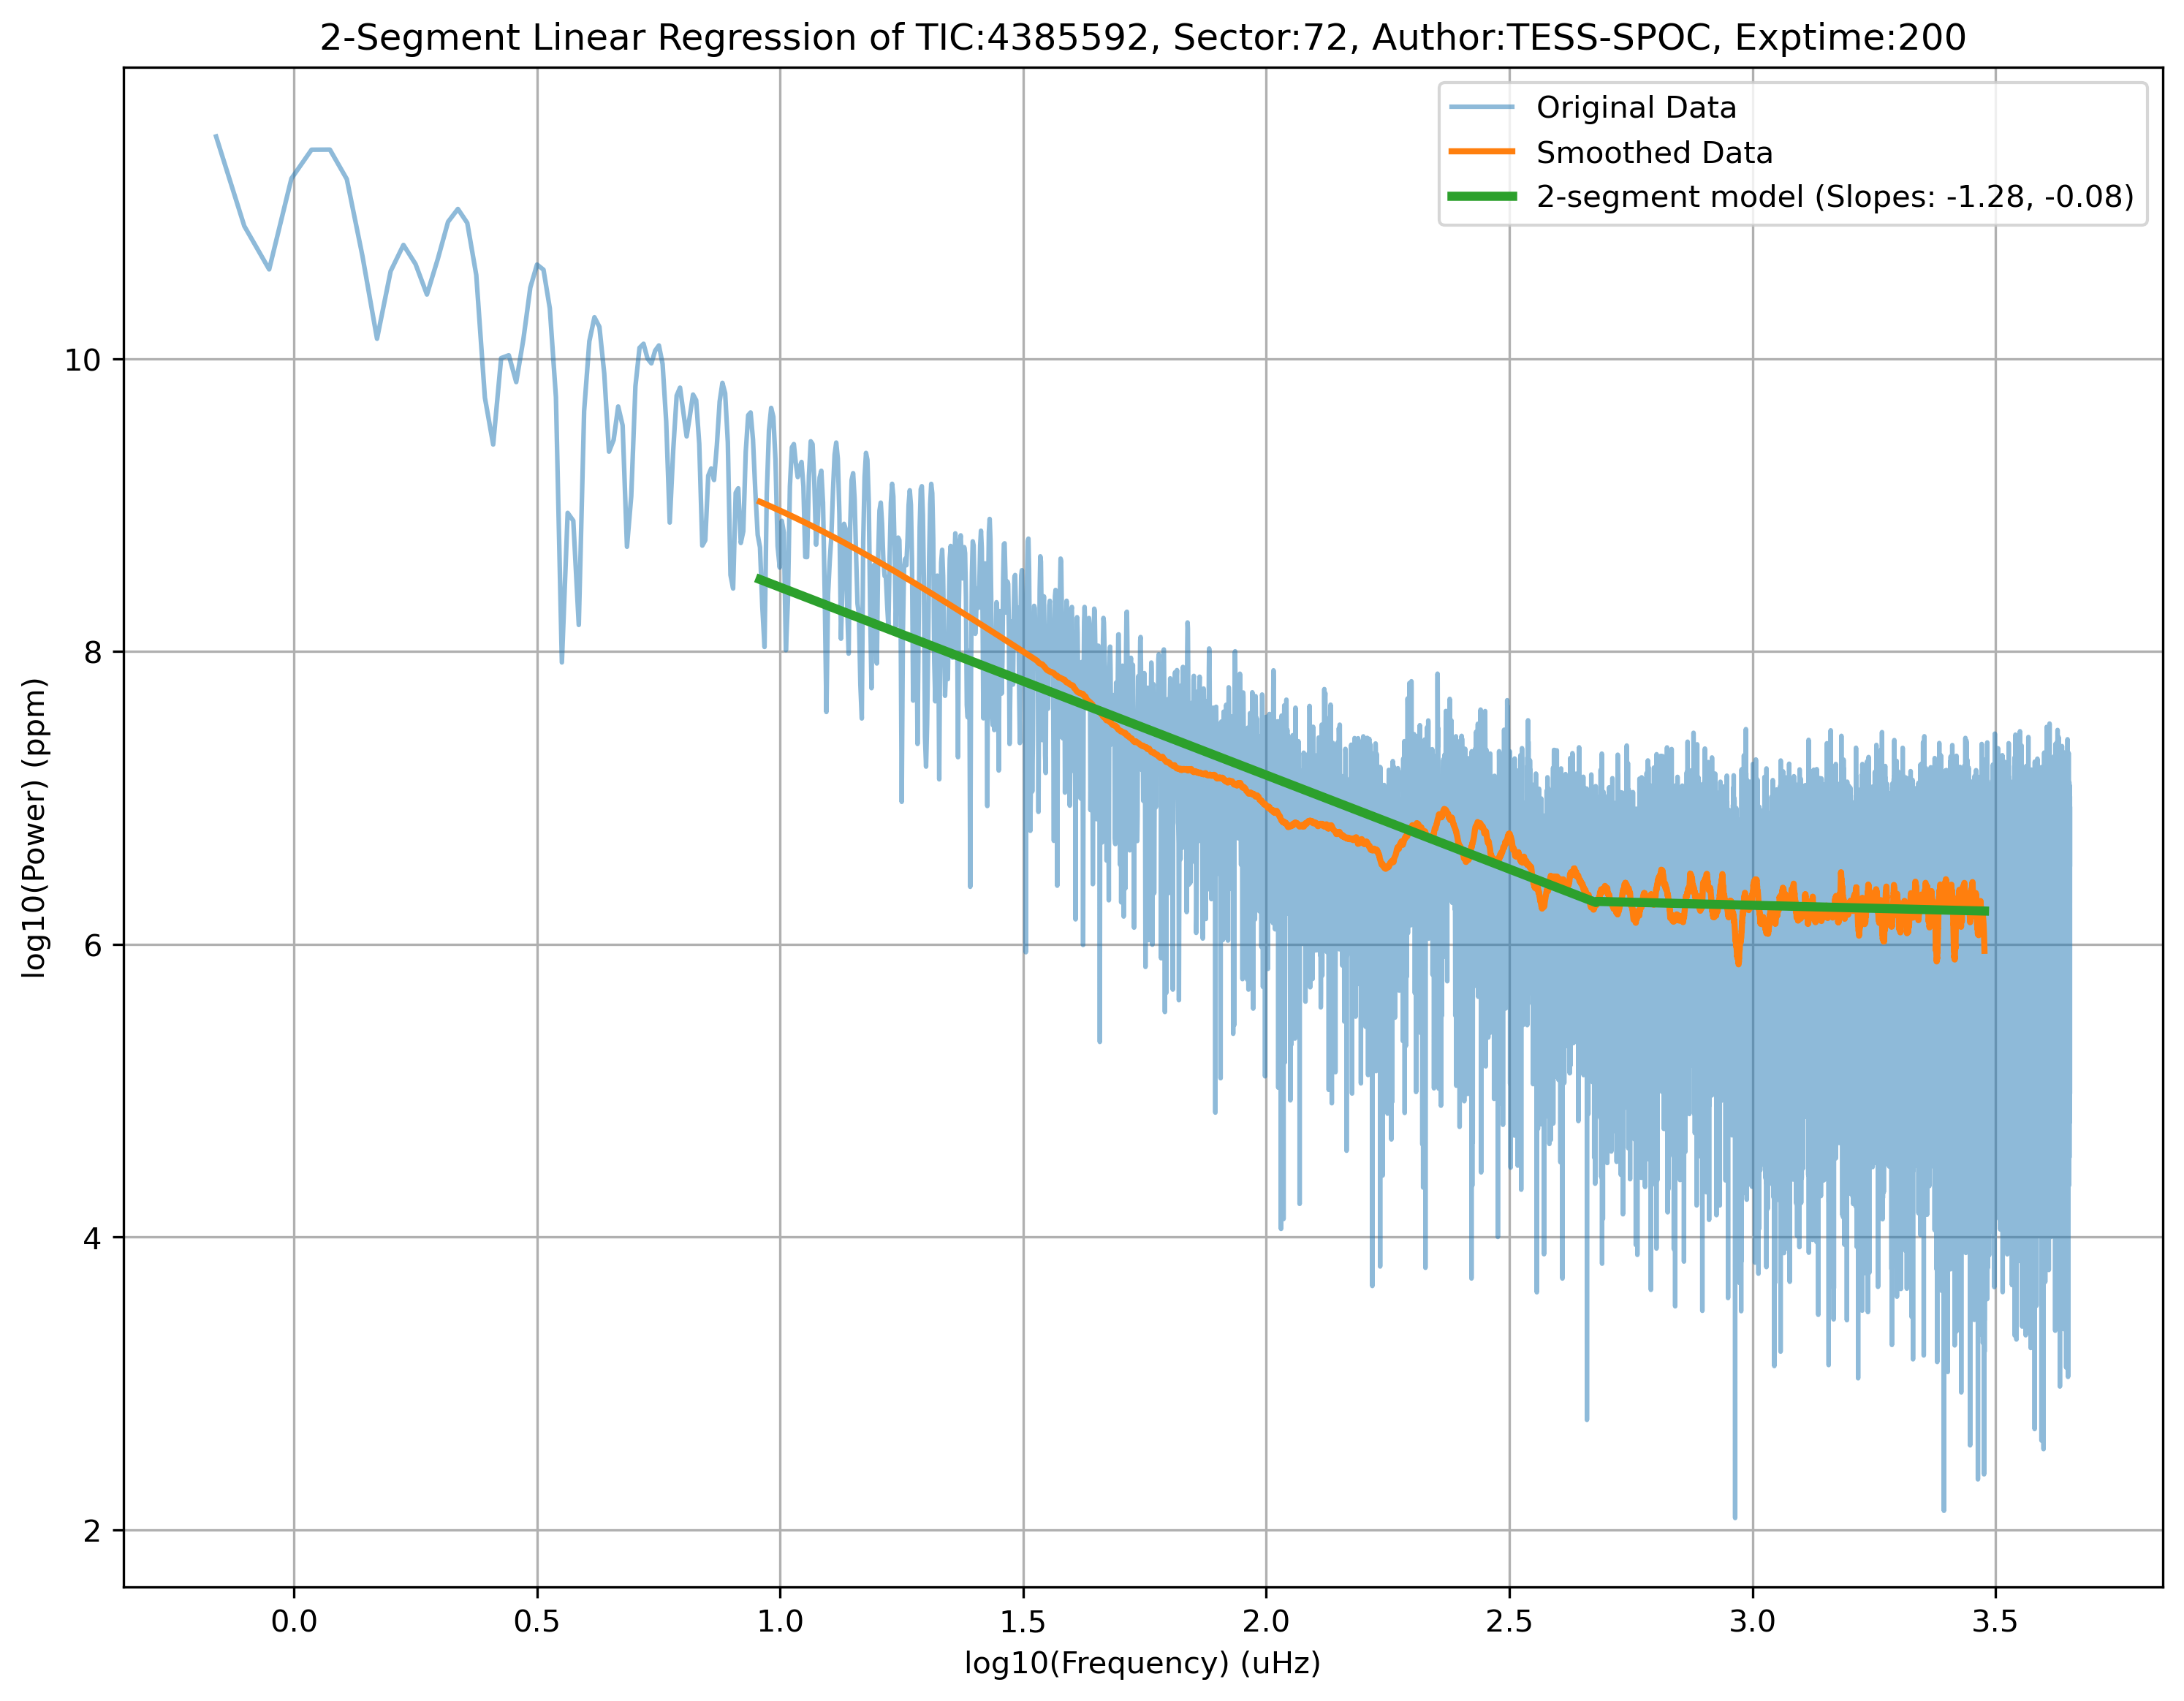 2-Segment Linear Regression of TIC:4385592, Sector:72, Author:TESS-SPOC, Exptime:200
Original Data
Smoothed Data
2-segment model (Slopes: -1.28, -0.08)
log10(Power) (ppm)
10
8
6
4
2
0.0 0.5 1.0 1.5 2.0 2.5 3.0 3.5
log10(Frequency) (uHz)